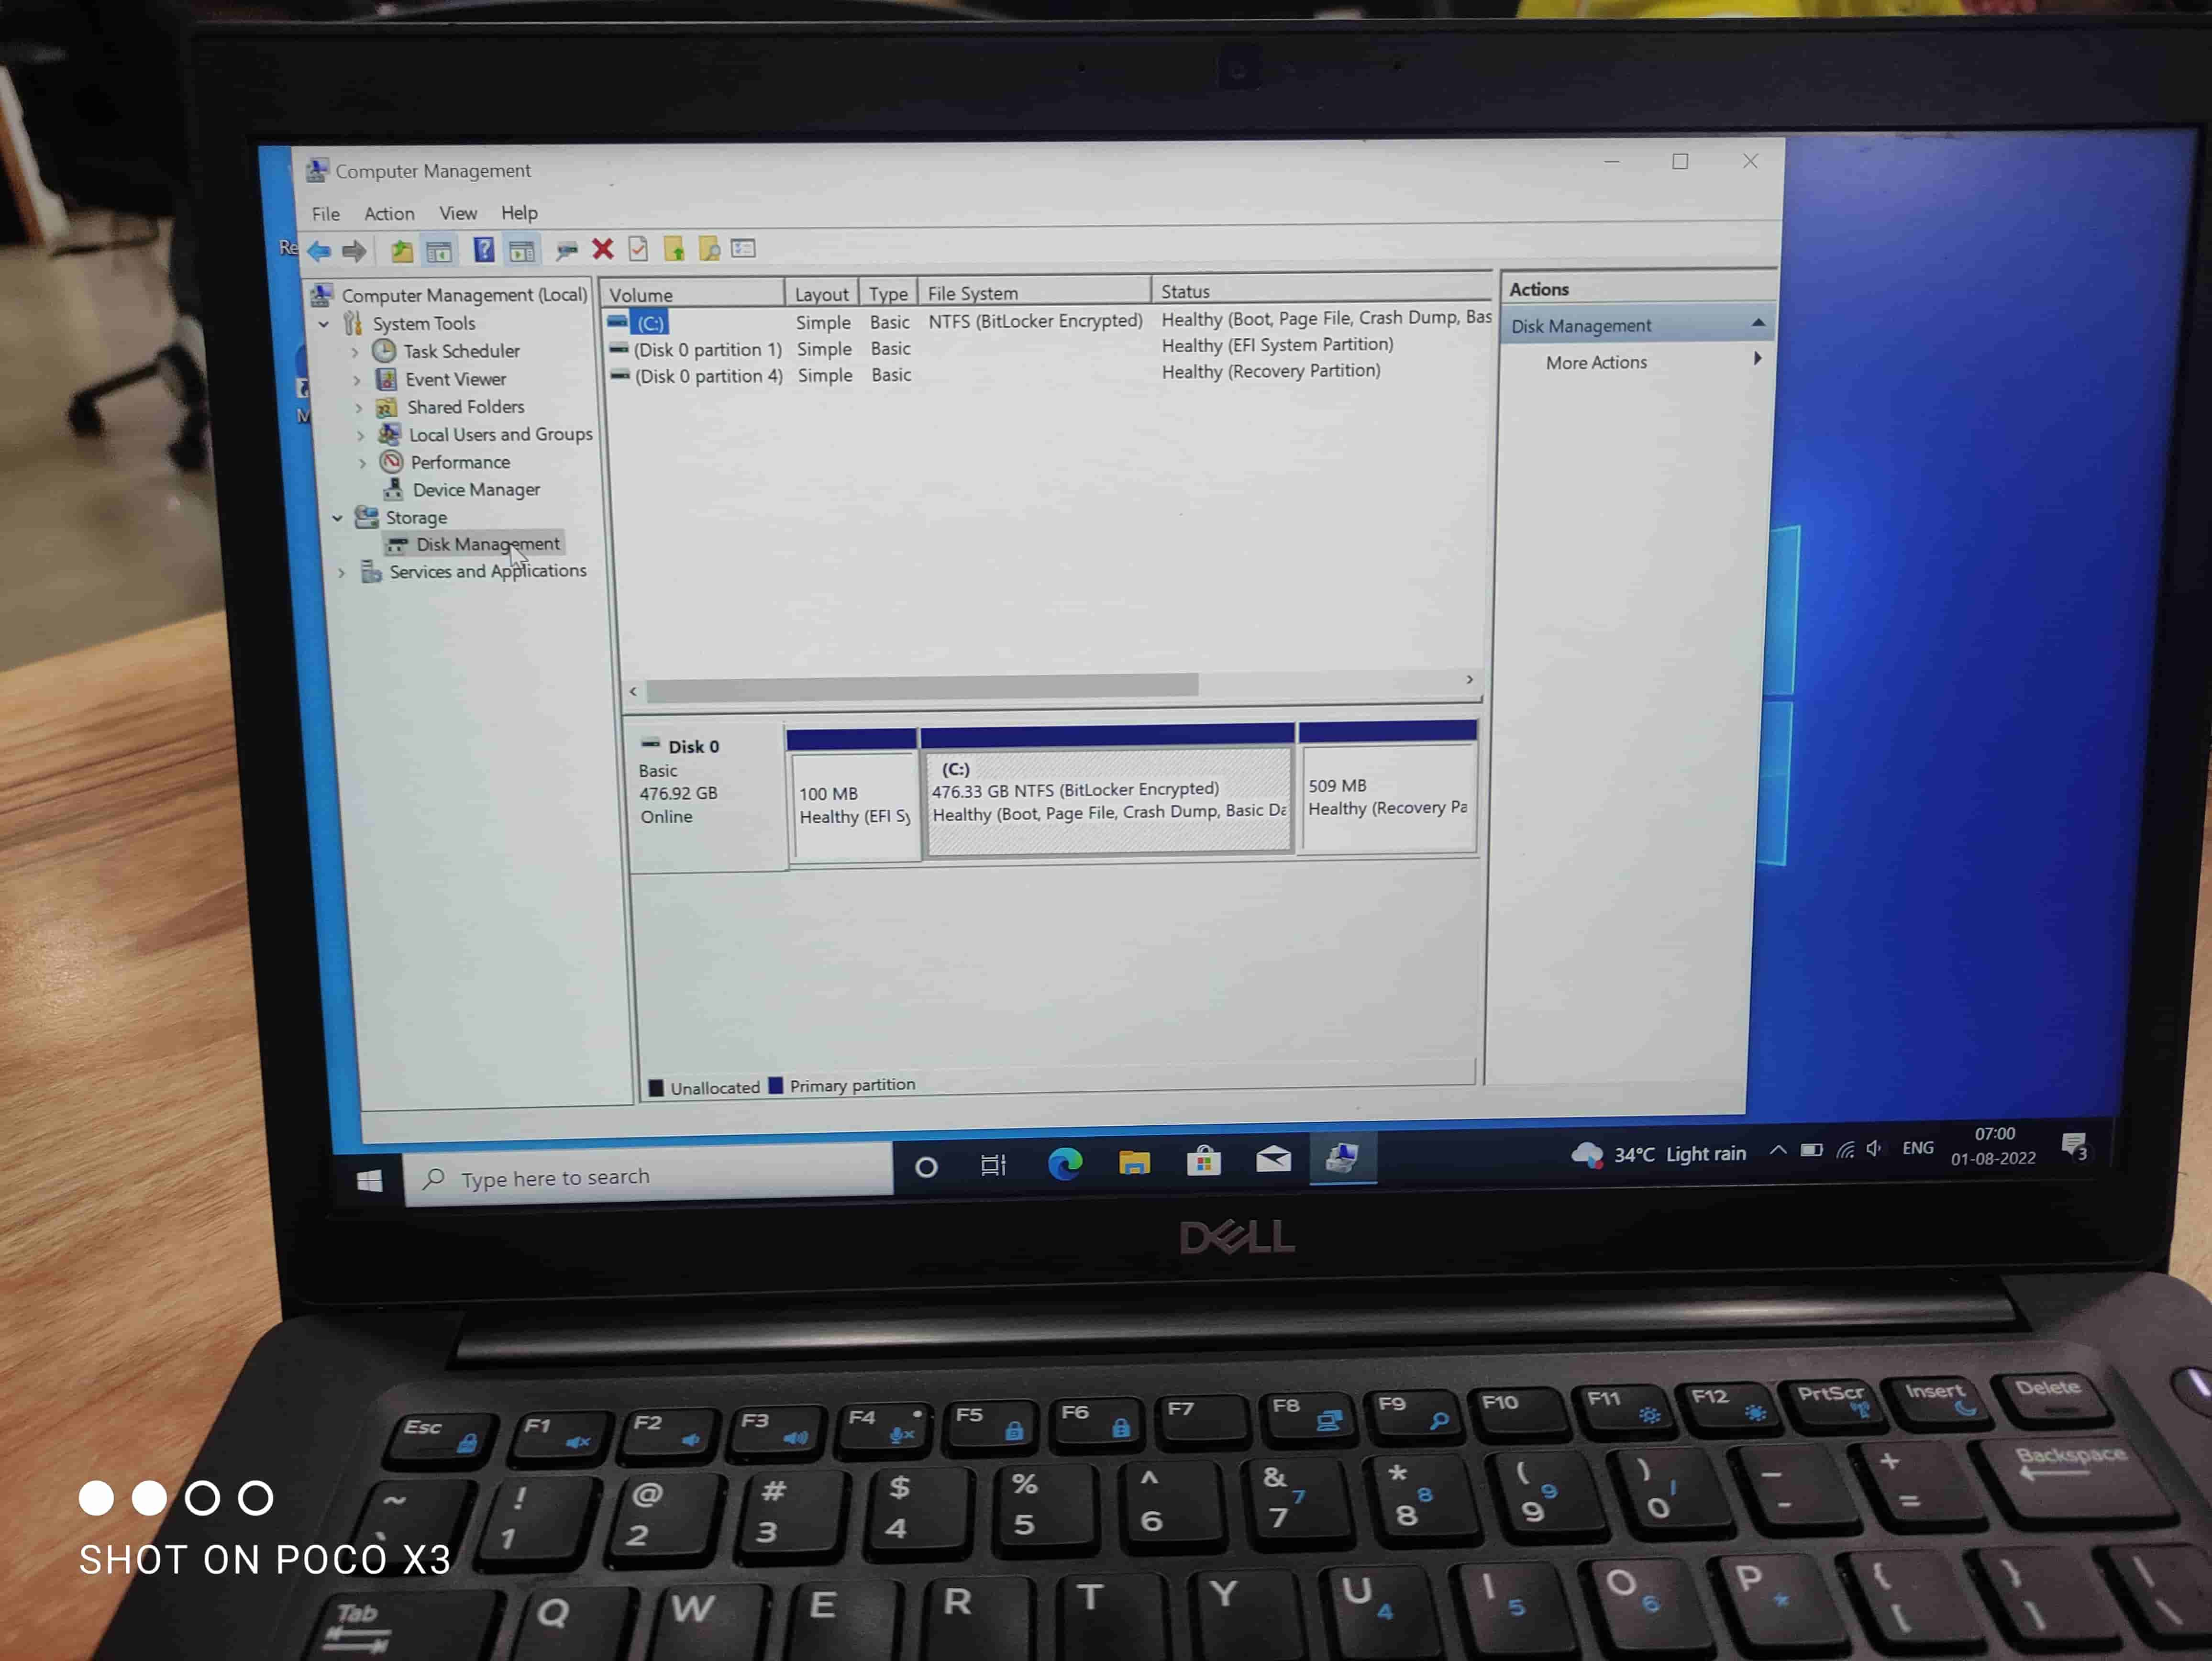 Computer Management
File Action View Help
Re
Computer Management (Local)
System Tools
Task Scheduler
Event Viewer
Shared Folders
Local Users and Groups
Performance
Device Manager
Storage
Disk Management
Services and Applications
M
Volume Layout Type File System Status
(C:) Simple Basic NTFS (BitLocker Encrypted) Healthy (Boot, Page File, Crash Dump, Bas
(Disk 0 partition 1) Simple Basic Healthy (EFI System Partition)
(Disk 0 partition 4) Simple Basic Healthy (Recovery Partition)
Actions
Disk Management
More Actions
Disk 0
Basic
476.92 GB
Online
100 MB
Healthy (EFI Sy
(C:)
476.33 GB NTFS (BitLocker Encrypted)
Healthy (Boot, Page File, Crash Dump, Basic Da
509 MB
Healthy (Recovery Pa
Unallocated Primary partition
Type here to search
34°C Light rain ENG
07:00
01-08-2022
3
DELL
Esc F1 F2 F3 F4 F5 F6 F7 F8 F9 F10 F11 F12 PrtScr Insert Delete
~ ` ! 1 @ 2 # 3 $ 4 % 5 ^ 6 & 7 7 * 8 8 ( 9 9 ) 0 / _ - + = Backspace
Tab Q W E R T Y U 4 I 5 O 6 P * { [ } ] | \
SHOT ON POCO X3